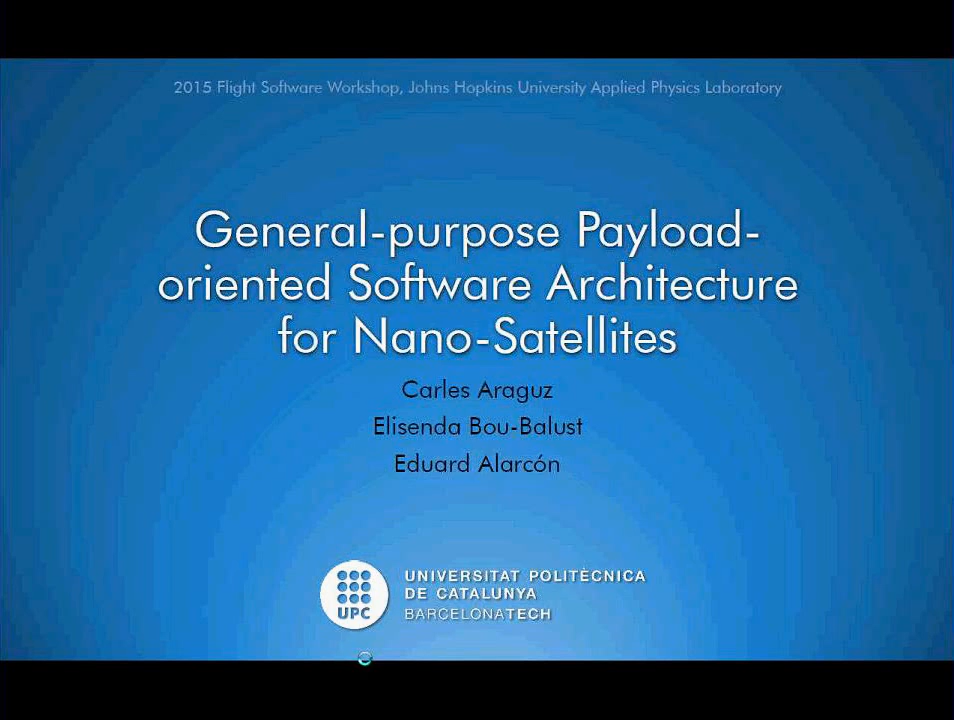 2015 Flight Software Workshop, Johns Hopkins University Applied Physics Laboratory
General-purpose Payload-
oriented Software Architecture
for Nano-Satellites
Carles Araguz
Elisenda Bou-Balust
Eduard Alarcón
UPC
UNIVERSITAT POLITÈCNICA
DE CATALUNYA
BARCELONATECH